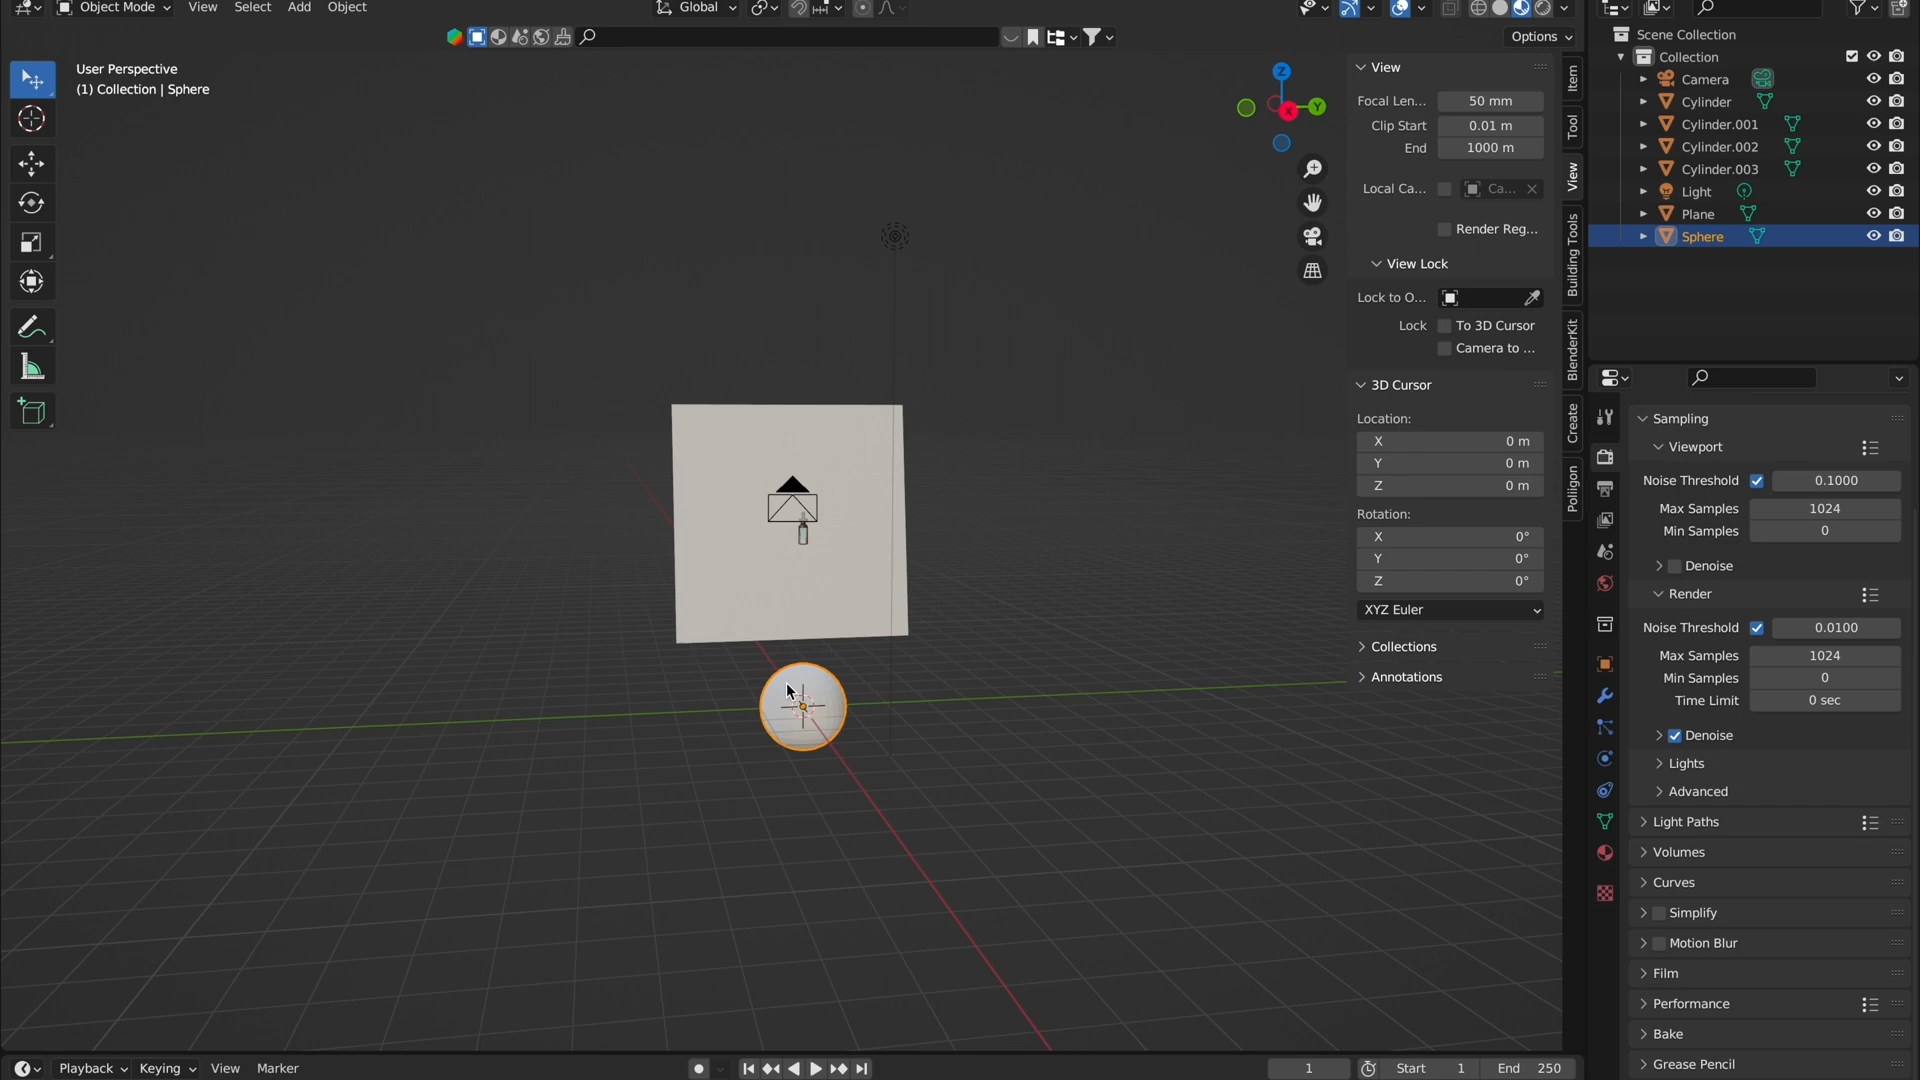 Object Mode View Select Add Object Global
Options
User Perspective
(1) Collection | Sphere
Z
Y
X
View
Focal Len... 50 mm
Clip Start 0.01 m
End 1000 m
Local Ca... Ca...
Render Reg...
View Lock
Lock to O...
Lock To 3D Cursor
Camera to ...
3D Cursor
Location:
X 0 m
Y 0 m
Z 0 m
Rotation:
X 0°
Y 0°
Z 0°
XYZ Euler
Collections
Annotations
Item
Tool
View
Building Tools
BlenderKit
Create
Poliigon
Scene Collection
Collection
Camera
Cylinder
Cylinder.001
Cylinder.002
Cylinder.003
Light
Plane
Sphere
Sampling
Viewport
Noise Threshold 0.1000
Max Samples 1024
Min Samples 0
Denoise
Render
Noise Threshold 0.0100
Max Samples 1024
Min Samples 0
Time Limit 0 sec
Denoise
Lights
Advanced
Light Paths
Volumes
Curves
Simplify
Motion Blur
Film
Performance
Bake
Grease Pencil
Playback Keying View Marker 1 Start 1 End 250